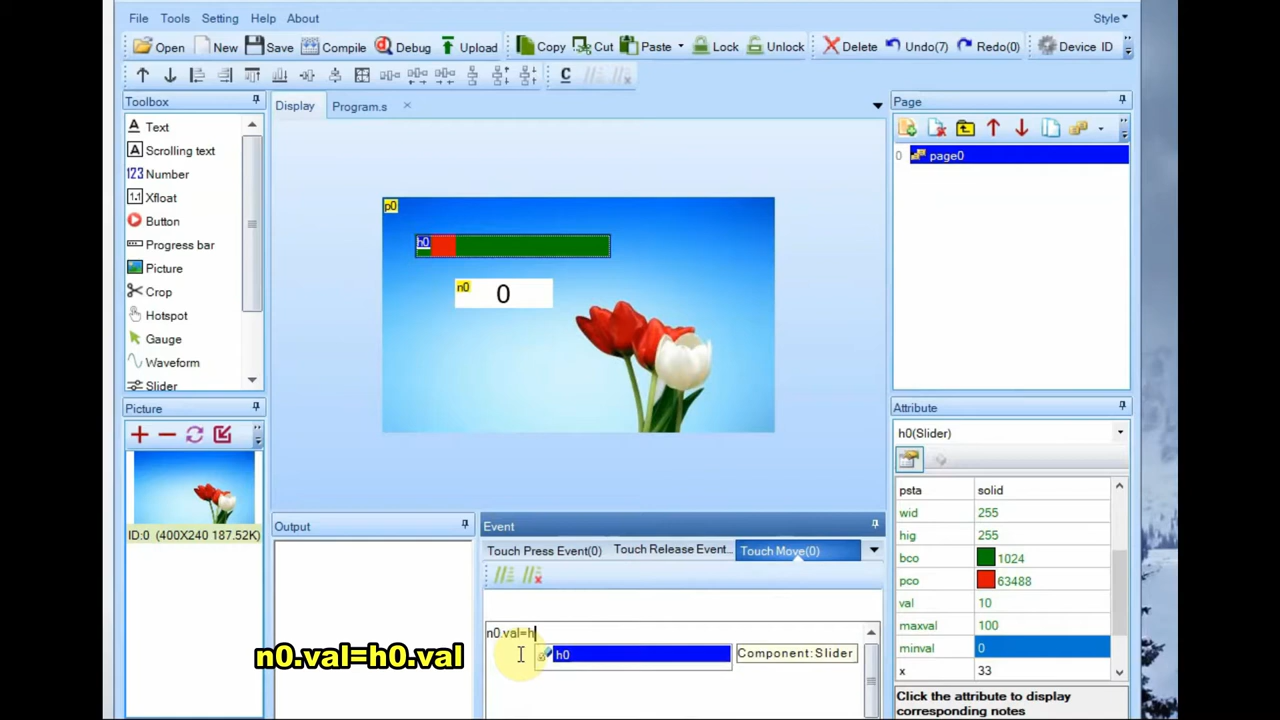 File Tools Setting Help About Style
Open New Save Compile Debug Upload Copy Cut Paste Lock Unlock Delete Undo(7) Redo(0) Device ID
C
Toolbox
Text
Scrolling text
Number
Xfloat
Button
Progress bar
Picture
Crop
Hotspot
Gauge
Waveform
Slider
Picture
ID:0 (400X240 187.52K)
Display Program.s
p0
h0
n0 0
Output
Event
Touch Press Event(0) Touch Release Event... Touch Move(0)
n0.val=h
h0 Component:Slider
n0.val=h0.val
Page
0 page0
Attribute
h0(Slider)
psta solid
wid 255
hig 255
bco 1024
pco 63488
val 10
maxval 100
minval 0
x 33
Click the attribute to display
corresponding notes